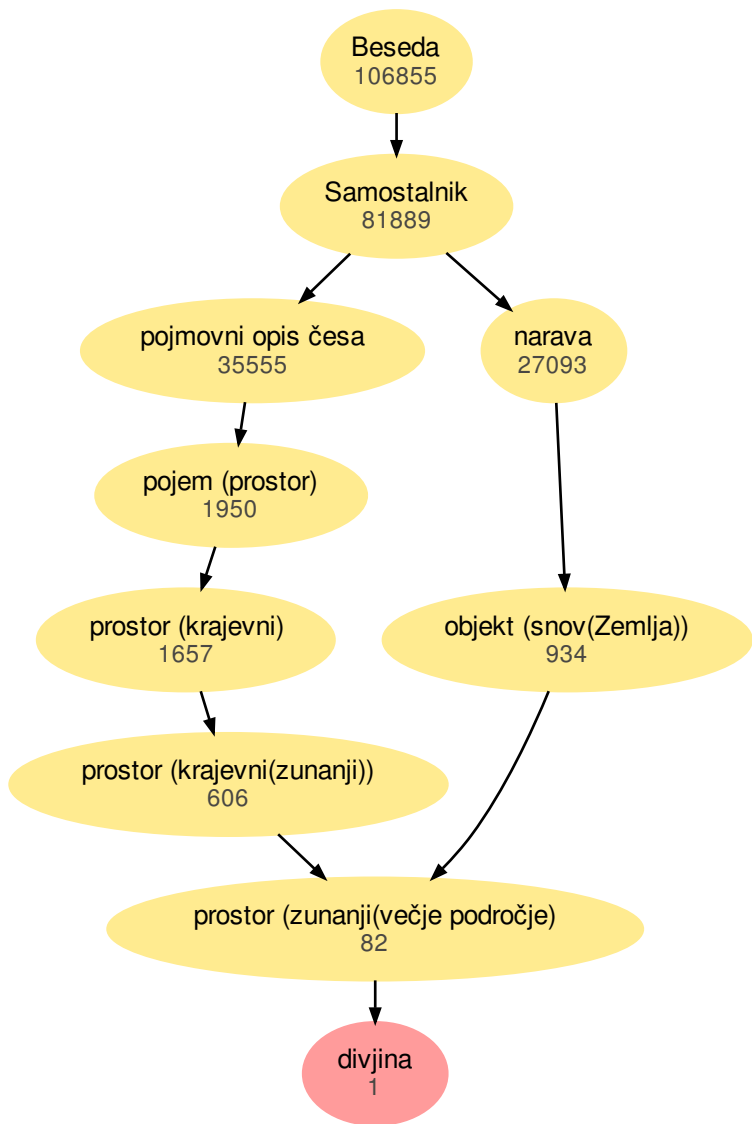 Beseda
106855
Samostalnik
81889
pojmovni opis česa
35555
narava
27093
pojem (prostor)
1950
prostor (krajevni)
1657
objekt (snov(Zemlja))
934
prostor (krajevni(zunanji))
606
prostor (zunanji(večje področje)
82
divjina
1